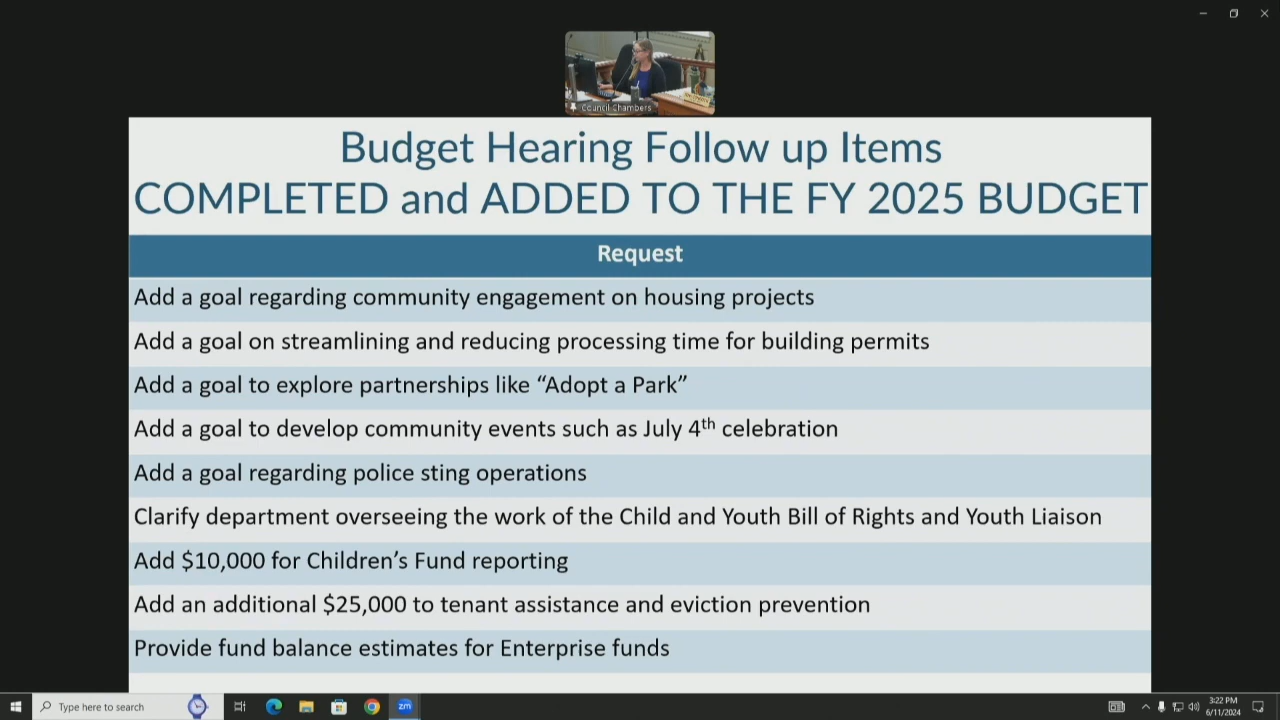 Council Chambers
Budget Hearing Follow up Items
COMPLETED and ADDED TO THE FY 2025 BUDGET
Request
Add a goal regarding community engagement on housing projects
Add a goal on streamlining and reducing processing time for building permits
Add a goal to explore partnerships like “Adopt a Park”
Add a goal to develop community events such as July 4th celebration
Add a goal regarding police sting operations
Clarify department overseeing the work of the Child and Youth Bill of Rights and Youth Liaison
Add $10,000 for Children’s Fund reporting
Add an additional $25,000 to tenant assistance and eviction prevention
Provide fund balance estimates for Enterprise funds
Type here to search
zm
3:22 PM
6/11/2024